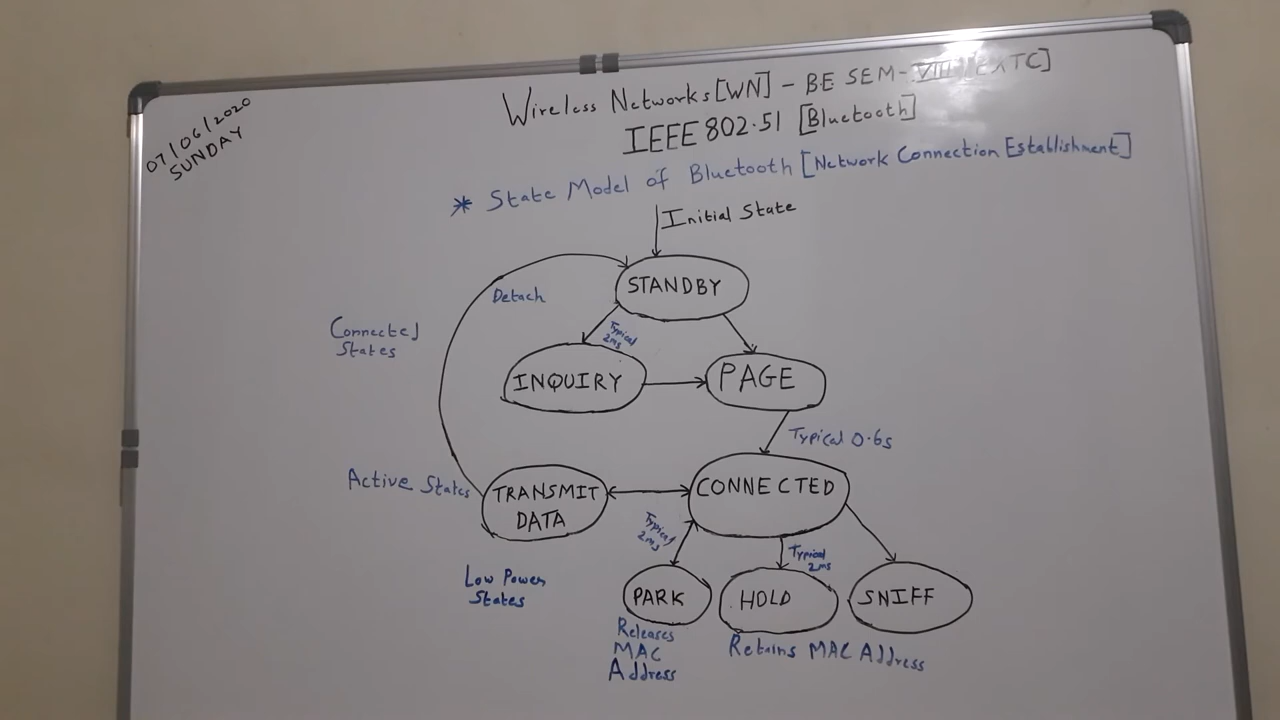 07/06/2020
SUNDAY
Wireless Networks [WN] - BE SEM-VIII [EXTC]
IEEE 802.51 [Bluetooth]
* State Model of Bluetooth [Network Connection Establishment]
Initial State
STANDBY
Detach
Connected
States
Typical
2ms
INQUIRY
PAGE
Typical 0.6s
Active States
TRANSMIT
DATA
CONNECTED
Typical
2ms
Typical
2ms
Low Power
States
PARK
HOLD
SNIFF
Releases
MAC
Address
Retains MAC Address